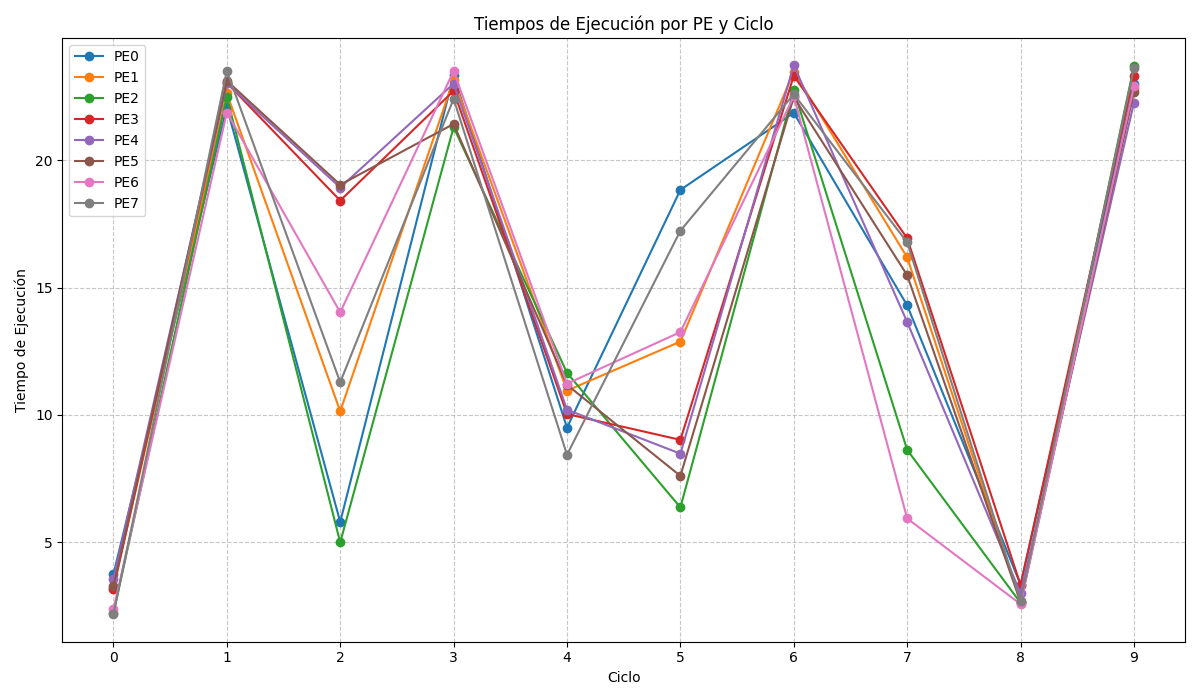 Tiempos de Ejecución por PE y Ciclo
PE0
PE1
PE2
PE3
PE4
PE5
PE6
PE7
20
15
10
5
Tiempo de Ejecución
0 1 2 3 4 5 6 7 8 9
Ciclo